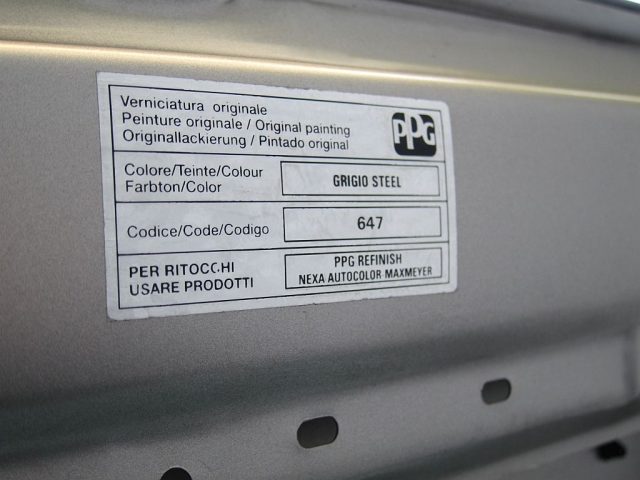 Verniciatura originale
Peinture originale / Original painting
Originallackierung / Pintado original
PPG
Colore/Teinte/Colour
Farbton/Color
GRIGIO STEEL
Codice/Code/Codigo
647
PER RITOCCHI
USARE PRODOTTI
PPG REFINISH
NEXA AUTOCOLOR MAXMEYER